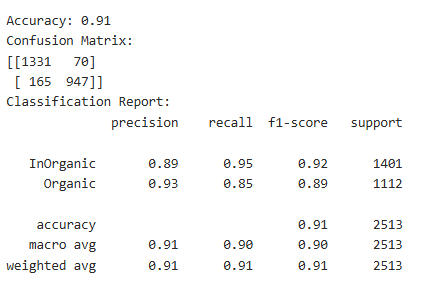 Accuracy: 0.91
Confusion Matrix:
[[1331   70]
 [ 165  947]]
Classification Report:
              precision    recall  f1-score   support

   InOrganic       0.89      0.95      0.92      1401
     Organic       0.93      0.85      0.89      1112

    accuracy                           0.91      2513
   macro avg       0.91      0.90      0.90      2513
weighted avg       0.91      0.91      0.91      2513